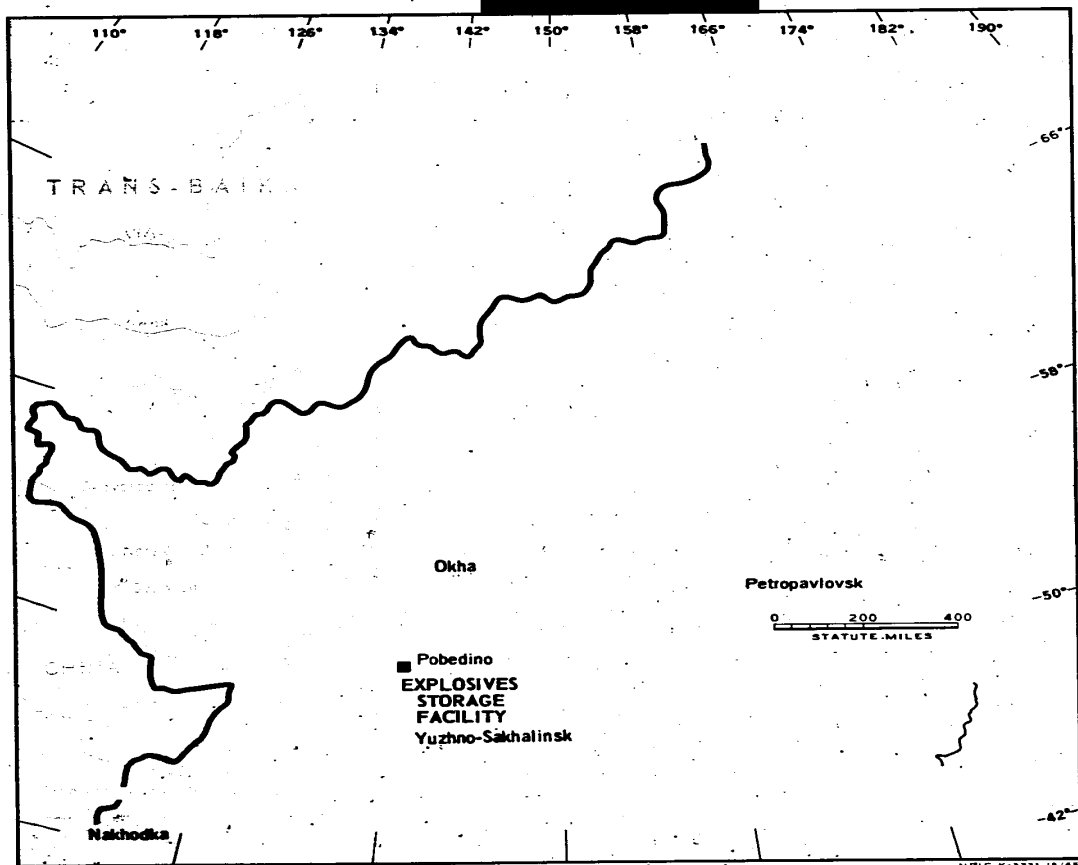 110° 118° 126° 134° 142° 150° 158° 166° 174° 182° 190°
66°
TRANS-BAIK
58°
Okha
Petropavlovsk
50°
0 200 400
STATUTE MILES
Pobedino
EXPLOSIVES
STORAGE
FACILITY
Yuzhno-Sakhalinsk
42°
Nakhodka